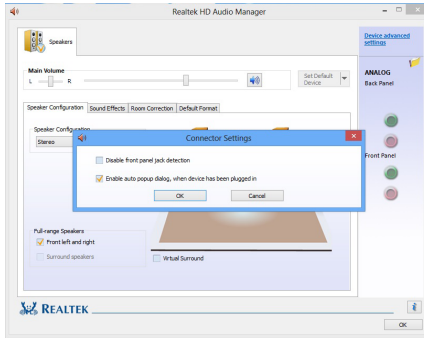 Realtek HD Audio Manager
Speakers
Device advanced
settings
Main Volume
L
R
Set Default
Device
ANALOG
Back Panel
Speaker Configuration
Sound Effects
Room Correction
Default Format
Speaker Configuration
Stereo
Connector Settings
Disable front panel jack detection
Enable auto popup dialog, when device has been plugged in
OK
Cancel
Front Panel
Full-range Speakers
Front left and right
Surround speakers
Virtual Surround
REALTEK
i
OK